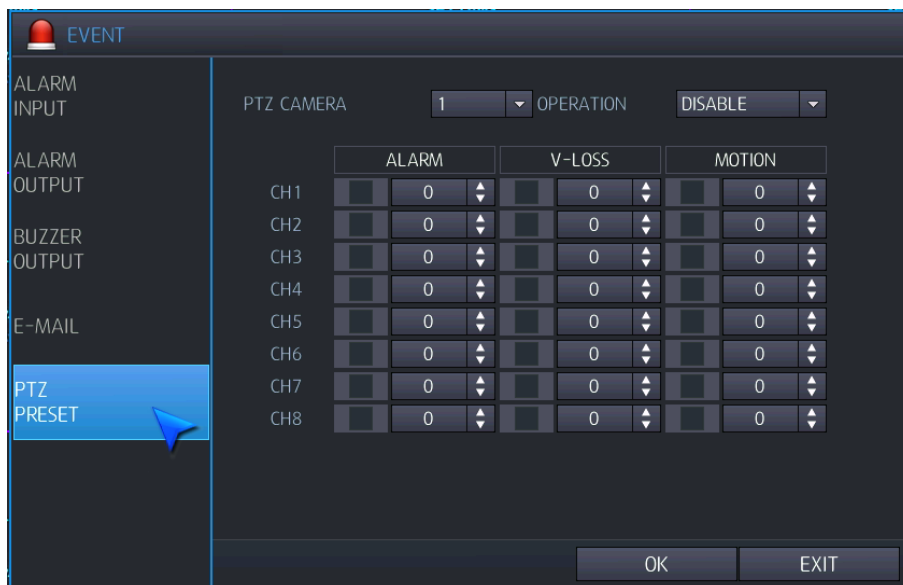 EVENT
ALARM
INPUT
ALARM
OUTPUT
BUZZER
OUTPUT
E-MAIL
PTZ
PRESET
PTZ CAMERA 1 OPERATION DISABLE
ALARM V-LOSS MOTION
CH1 0 0 0
CH2 0 0 0
CH3 0 0 0
CH4 0 0 0
CH5 0 0 0
CH6 0 0 0
CH7 0 0 0
CH8 0 0 0
OK EXIT